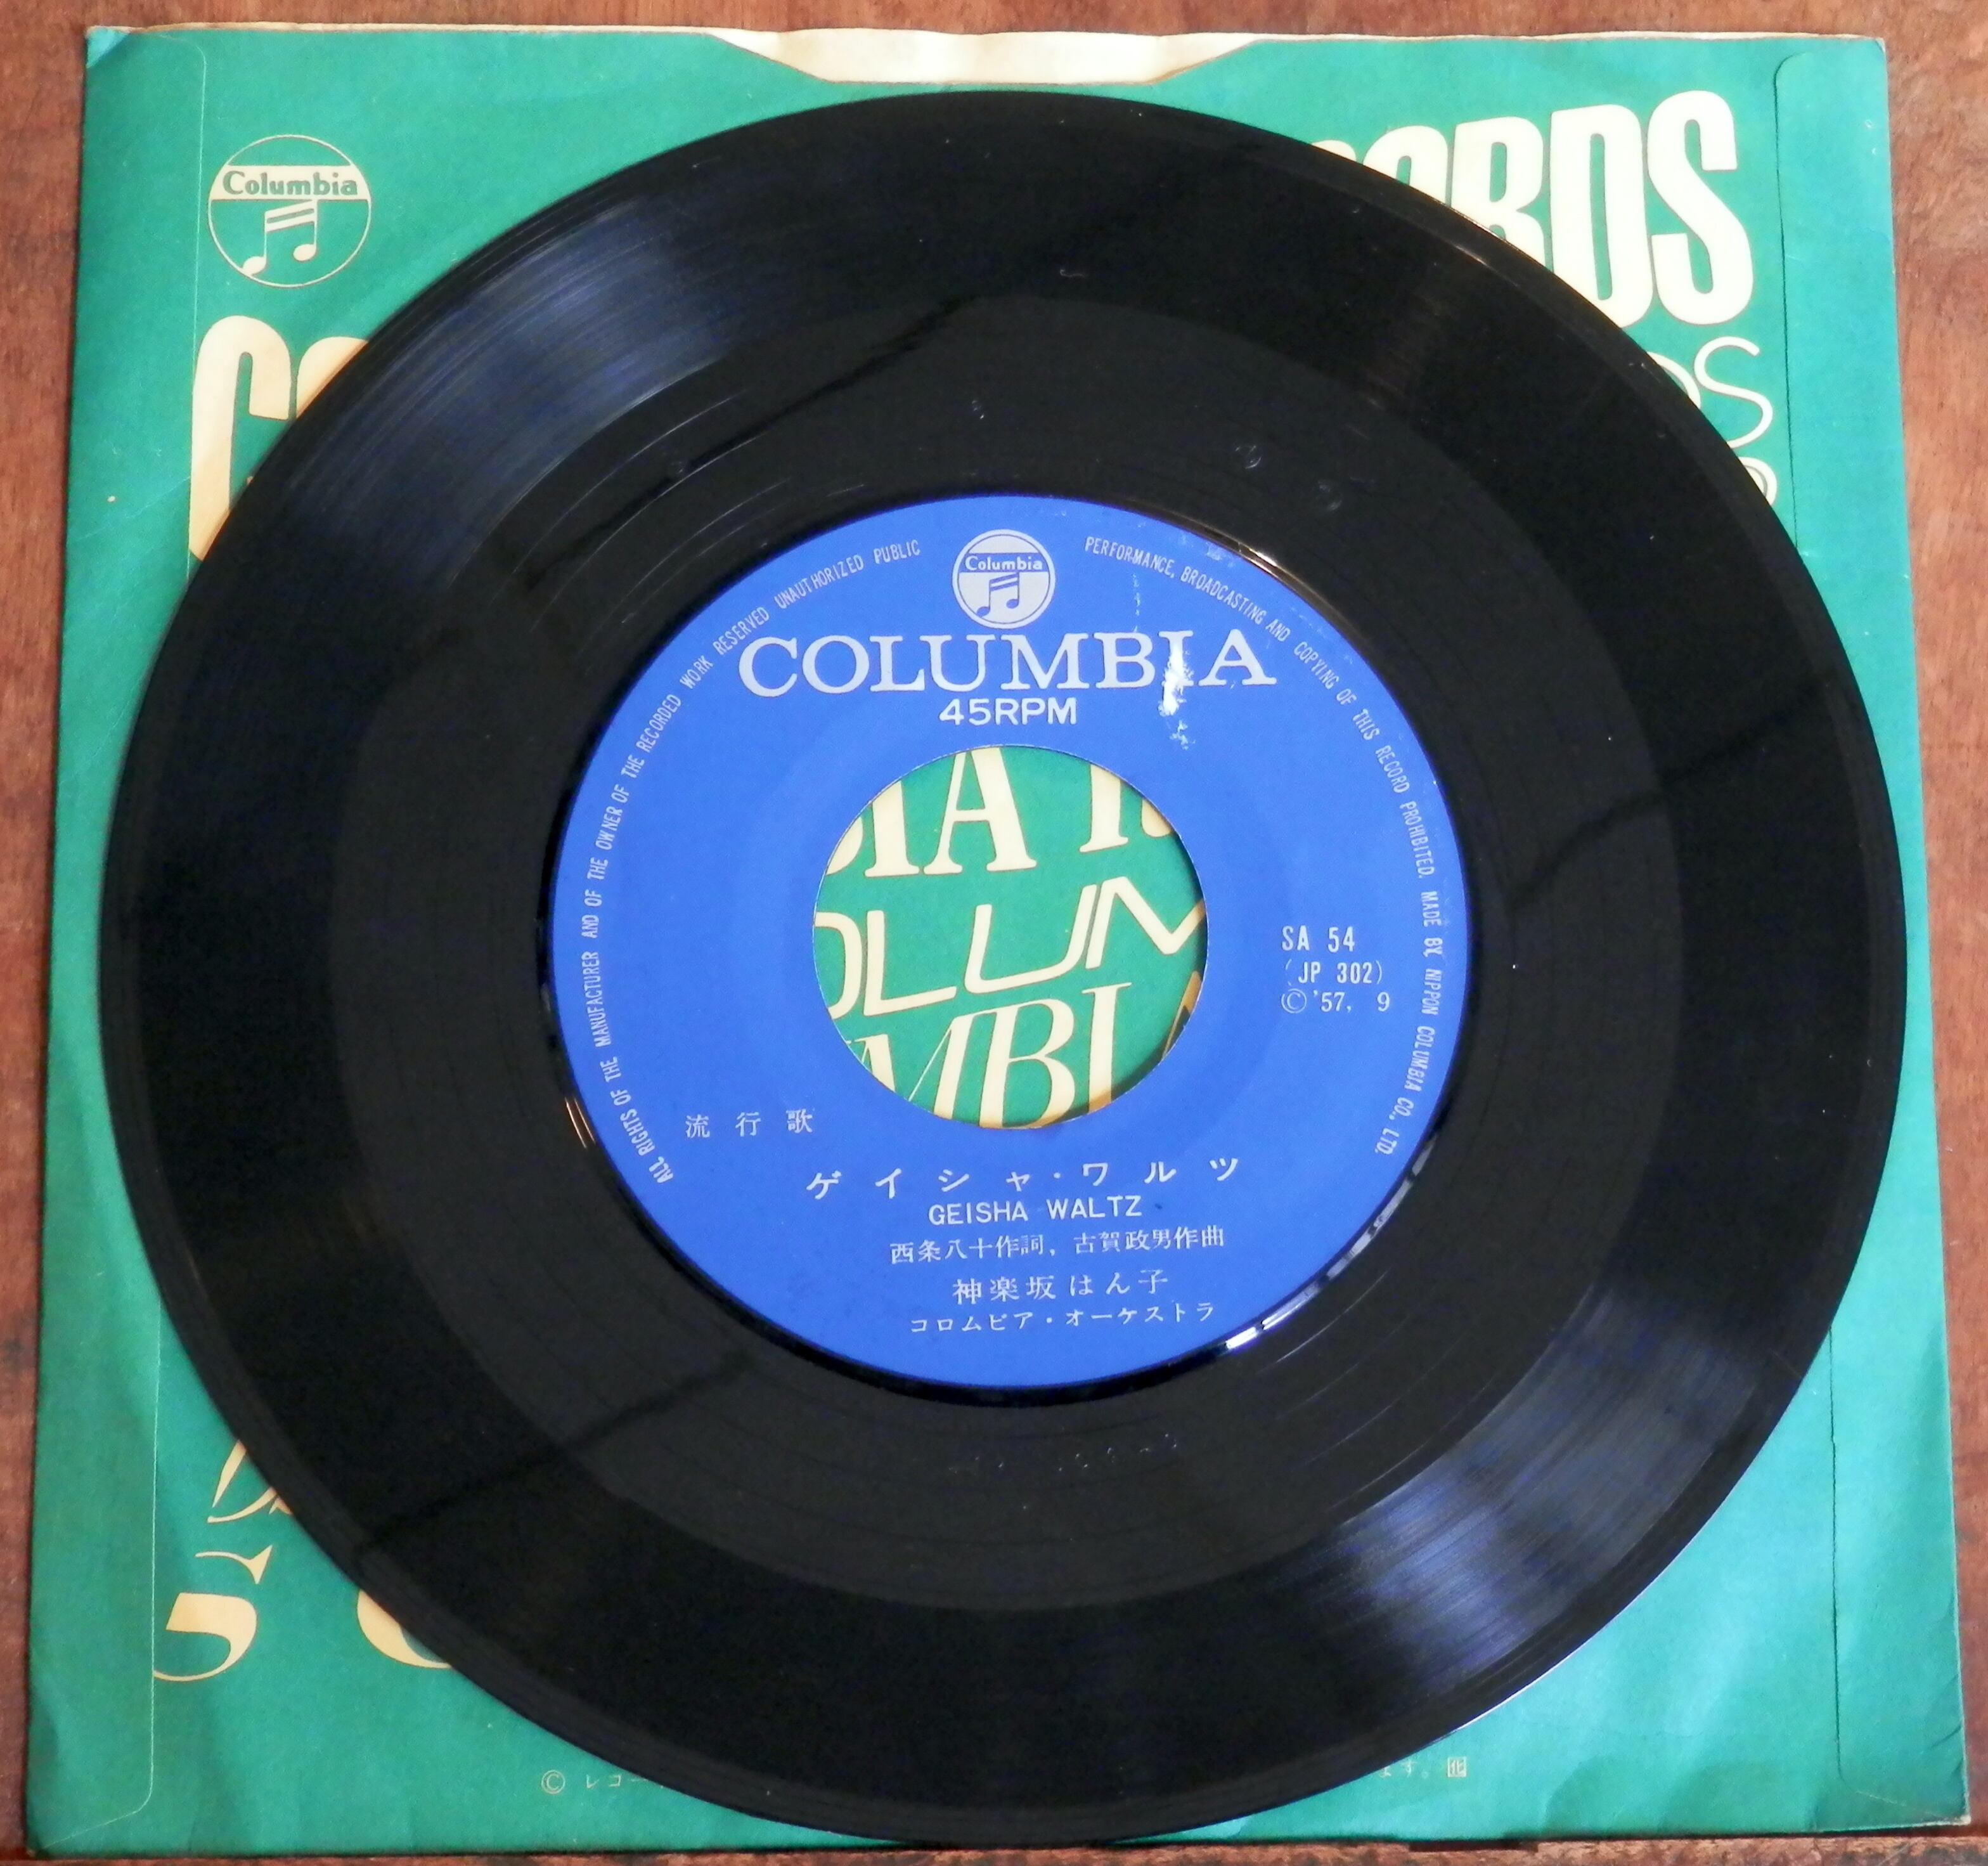 Columbia
Columbia
COLUMBIA
45RPM
ALL RIGHTS OF THE MANUFACTURER AND OF THE OWNER OF THE RECORDED WORK RESERVED UNAUTHORIZED PUBLIC PERFORMANCE, BROADCASTING AND COPYING OF THIS RECORD PROHIBITED. MADE BY NIPPON COLUMBIA CO., LTD.
SA 54
(JP 302)
©'57. 9
流行歌
ゲイシャ・ワルツ
GEISHA WALTZ
西条八十作詞, 古賀政男作曲
神楽坂はん子
コロムビア・オーケストラ